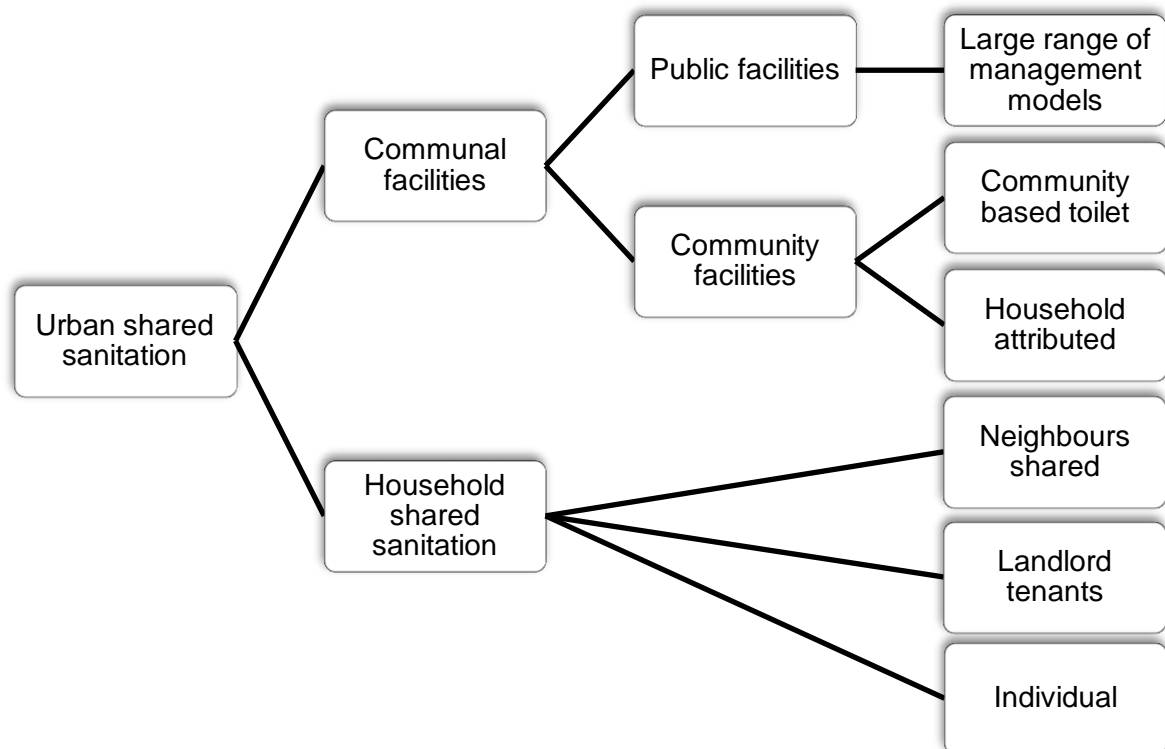 Urban shared
sanitation
Communal
facilities
Household
shared
sanitation
Public facilities
Community
facilities
Large range of
management
models
Community
based toilet
Household
attributed
Neighbours
shared
Landlord
tenants
Individual